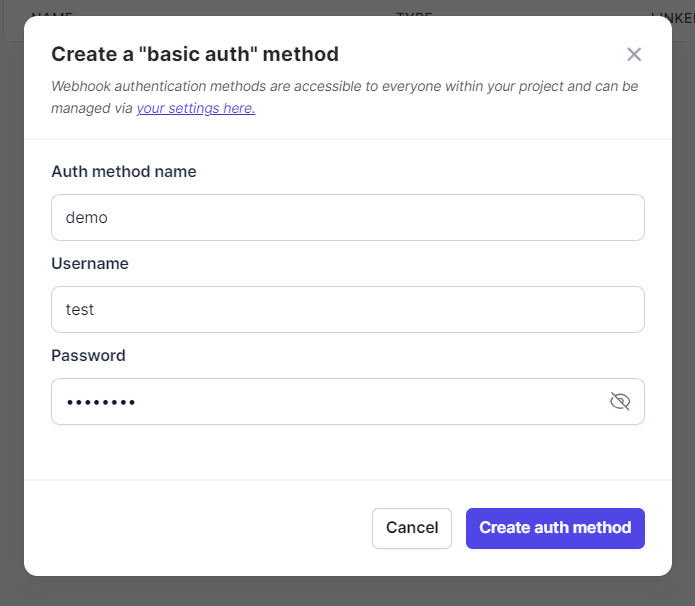 NAME TYPE
Create a "basic auth" method
Webhook authentication methods are accessible to everyone within your project and can be
managed via your settings here.
Auth method name
demo
Username
test
Password
••••••••
Cancel Create auth method